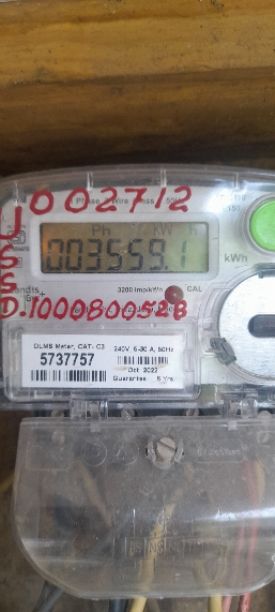 1002712
Ph kW h
003559.1
kWh
3200 imp/kWh CAL
D.1000800528
DLMS Meter, CAT- C3
5737757
240V, 5-30 A, 50Hz
Oct 2022
Guarantee 5 Yrs.